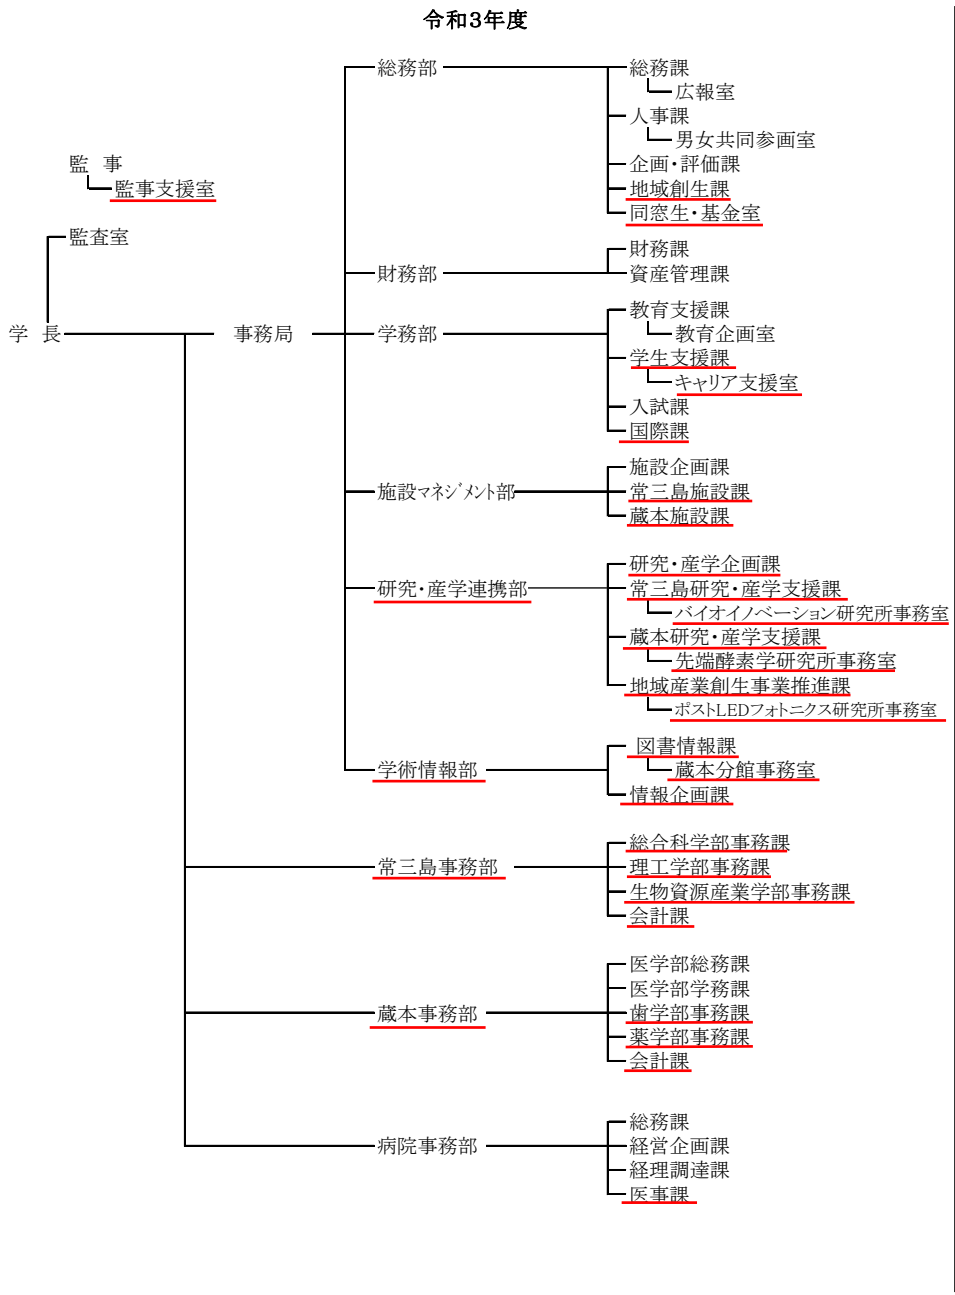 令和3年度
総務部
総務課
広報室
人事課
男女共同参画室
監　事
企画・評価課
監事支援室
地域創生課
同窓生・基金室
監査室
財務課
財務部
資産管理課
教育支援課
学　長
事務局
学務部
教育企画室
学生支援課
キャリア支援室
入試課
国際課
施設企画課
施設マネジメント部
常三島施設課
蔵本施設課
研究・産学企画課
研究・産学連携部
常三島研究・産学支援課
バイオイノベーション研究所事務室
蔵本研究・産学支援課
先端酵素学研究所事務室
地域産業創生事業推進課
ポストLEDフォトニクス研究所事務室
図書情報課
学術情報部
蔵本分館事務室
情報企画課
総合科学部事務課
常三島事務部
理工学部事務課
生物資源産業学部事務課
会計課
医学部総務課
医学部学務課
蔵本事務部
歯学部事務課
薬学部事務課
会計課
総務課
病院事務部
経営企画課
経理調達課
医事課